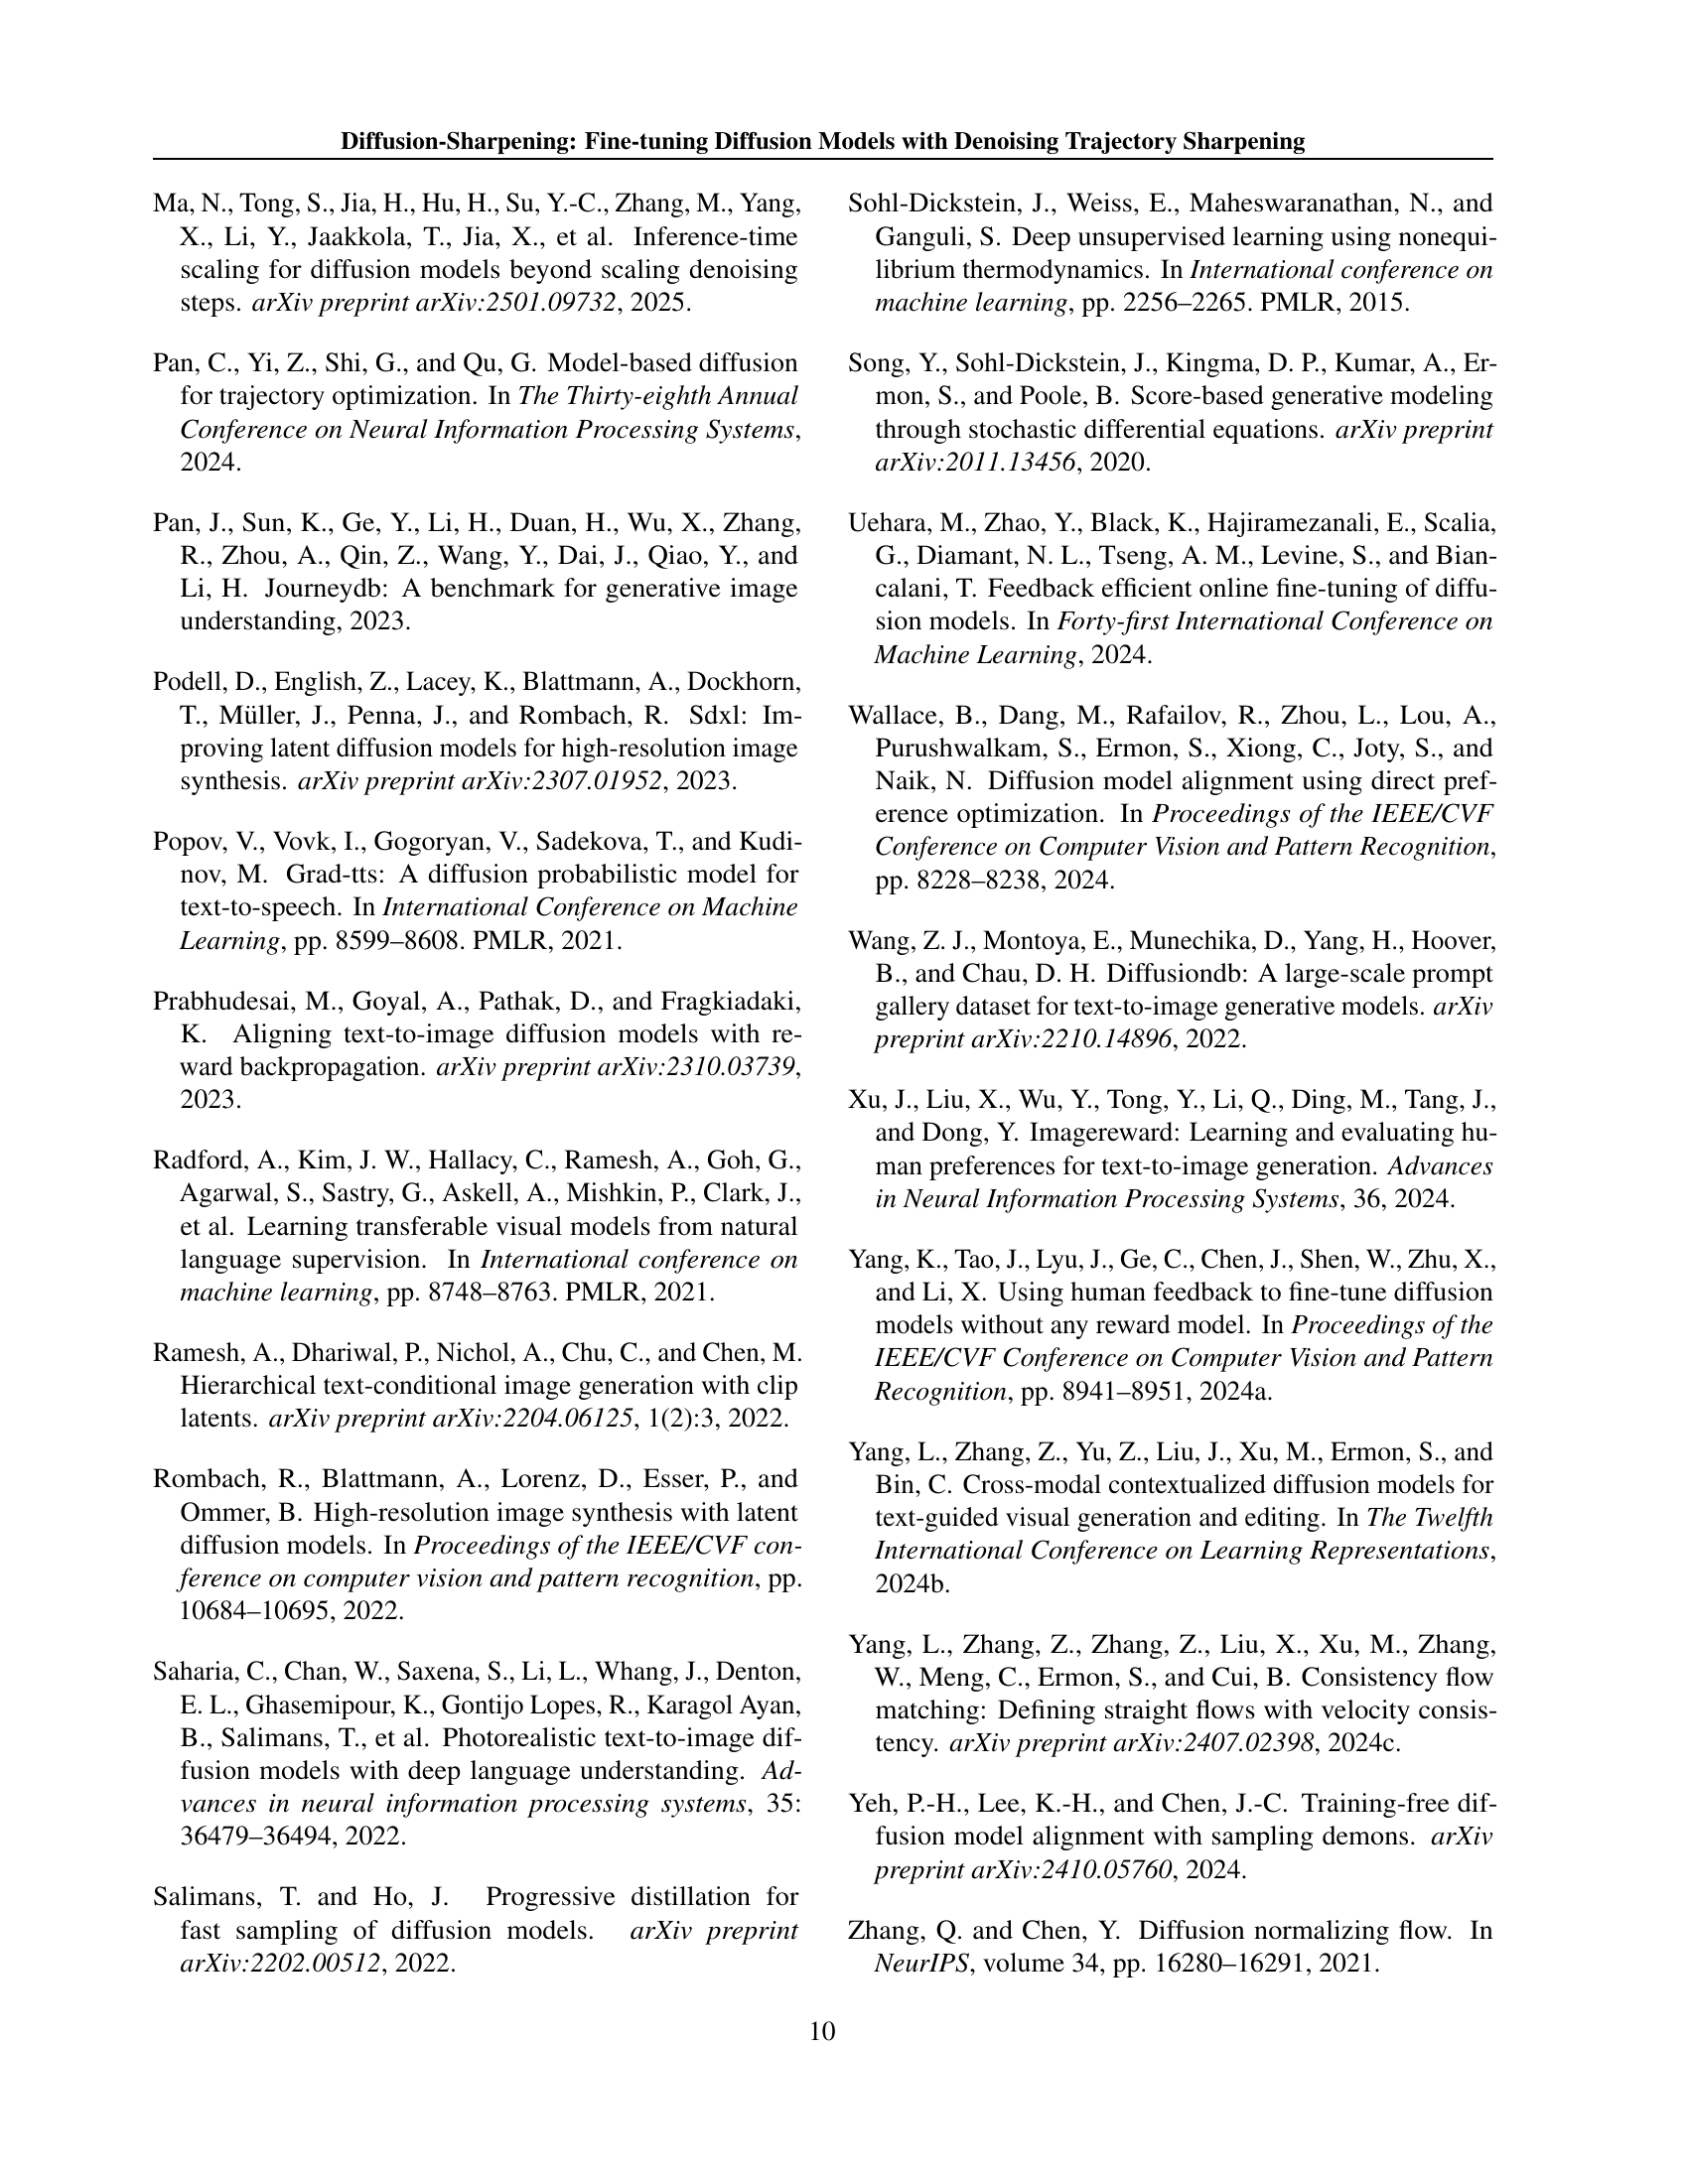 Diffusion-Sharpening: Fine-tuning Diffusion Models with Denoising Trajectory Sharpening
Ma, N., Tong, S., Jia, H., Hu, H., Su, Y.-C., Zhang, M., Yang,
X., Li, Y., Jaakkola, T., Jia, X., et al. Inference-time
scaling for diffusion models beyond scaling denoising
steps. arXiv preprint arXiv:2501.09732, 2025.
Pan, C., Yi, Z., Shi, G., and Qu, G. Model-based diffusion
for trajectory optimization. In The Thirty-eighth Annual
Conference on Neural Information Processing Systems,
2024.
Pan, J., Sun, K., Ge, Y., Li, H., Duan, H., Wu, X., Zhang,
R., Zhou, A., Qin, Z., Wang, Y., Dai, J., Qiao, Y., and
Li, H. Journeydb: A benchmark for generative image
understanding, 2023.
Podell, D., English, Z., Lacey, K., Blattmann, A., Dockhorn,
T., Müller, J., Penna, J., and Rombach, R. Sdxl: Im-
proving latent diffusion models for high-resolution image
synthesis. arXiv preprint arXiv:2307.01952, 2023.
Popov, V., Vovk, I., Gogoryan, V., Sadekova, T., and Kudi-
nov, M. Grad-tts: A diffusion probabilistic model for
text-to-speech. In International Conference on Machine
Learning, pp. 8599–8608. PMLR, 2021.
Prabhudesai, M., Goyal, A., Pathak, D., and Fragkiadaki,
K. Aligning text-to-image diffusion models with re-
ward backpropagation. arXiv preprint arXiv:2310.03739,
2023.
Radford, A., Kim, J. W., Hallacy, C., Ramesh, A., Goh, G.,
Agarwal, S., Sastry, G., Askell, A., Mishkin, P., Clark, J.,
et al. Learning transferable visual models from natural
language supervision. In International conference on
machine learning, pp. 8748–8763. PMLR, 2021.
Ramesh, A., Dhariwal, P., Nichol, A., Chu, C., and Chen, M.
Hierarchical text-conditional image generation with clip
latents. arXiv preprint arXiv:2204.06125, 1(2):3, 2022.
Rombach, R., Blattmann, A., Lorenz, D., Esser, P., and
Ommer, B. High-resolution image synthesis with latent
diffusion models. In Proceedings of the IEEE/CVF con-
ference on computer vision and pattern recognition, pp.
10684–10695, 2022.
Saharia, C., Chan, W., Saxena, S., Li, L., Whang, J., Denton,
E. L., Ghasemipour, K., Gontijo Lopes, R., Karagol Ayan,
B., Salimans, T., et al. Photorealistic text-to-image dif-
fusion models with deep language understanding. Ad-
vances in neural information processing systems, 35:
36479–36494, 2022.
Salimans, T. and Ho, J. Progressive distillation for
fast sampling of diffusion models. arXiv preprint
arXiv:2202.00512, 2022.
Sohl-Dickstein, J., Weiss, E., Maheswaranathan, N., and
Ganguli, S. Deep unsupervised learning using nonequi-
librium thermodynamics. In International conference on
machine learning, pp. 2256–2265. PMLR, 2015.
Song, Y., Sohl-Dickstein, J., Kingma, D. P., Kumar, A., Er-
mon, S., and Poole, B. Score-based generative modeling
through stochastic differential equations. arXiv preprint
arXiv:2011.13456, 2020.
Uehara, M., Zhao, Y., Black, K., Hajiramezanali, E., Scalia,
G., Diamant, N. L., Tseng, A. M., Levine, S., and Bian-
calani, T. Feedback efficient online fine-tuning of diffu-
sion models. In Forty-first International Conference on
Machine Learning, 2024.
Wallace, B., Dang, M., Rafailov, R., Zhou, L., Lou, A.,
Purushwalkam, S., Ermon, S., Xiong, C., Joty, S., and
Naik, N. Diffusion model alignment using direct pref-
erence optimization. In Proceedings of the IEEE/CVF
Conference on Computer Vision and Pattern Recognition,
pp. 8228–8238, 2024.
Wang, Z. J., Montoya, E., Munechika, D., Yang, H., Hoover,
B., and Chau, D. H. Diffusiondb: A large-scale prompt
gallery dataset for text-to-image generative models. arXiv
preprint arXiv:2210.14896, 2022.
Xu, J., Liu, X., Wu, Y., Tong, Y., Li, Q., Ding, M., Tang, J.,
and Dong, Y. Imagereward: Learning and evaluating hu-
man preferences for text-to-image generation. Advances
in Neural Information Processing Systems, 36, 2024.
Yang, K., Tao, J., Lyu, J., Ge, C., Chen, J., Shen, W., Zhu, X.,
and Li, X. Using human feedback to fine-tune diffusion
models without any reward model. In Proceedings of the
IEEE/CVF Conference on Computer Vision and Pattern
Recognition, pp. 8941–8951, 2024a.
Yang, L., Zhang, Z., Yu, Z., Liu, J., Xu, M., Ermon, S., and
Bin, C. Cross-modal contextualized diffusion models for
text-guided visual generation and editing. In The Twelfth
International Conference on Learning Representations,
2024b.
Yang, L., Zhang, Z., Zhang, Z., Liu, X., Xu, M., Zhang,
W., Meng, C., Ermon, S., and Cui, B. Consistency flow
matching: Defining straight flows with velocity consis-
tency. arXiv preprint arXiv:2407.02398, 2024c.
Yeh, P.-H., Lee, K.-H., and Chen, J.-C. Training-free dif-
fusion model alignment with sampling demons. arXiv
preprint arXiv:2410.05760, 2024.
Zhang, Q. and Chen, Y. Diffusion normalizing flow. In
NeurIPS, volume 34, pp. 16280–16291, 2021.
10